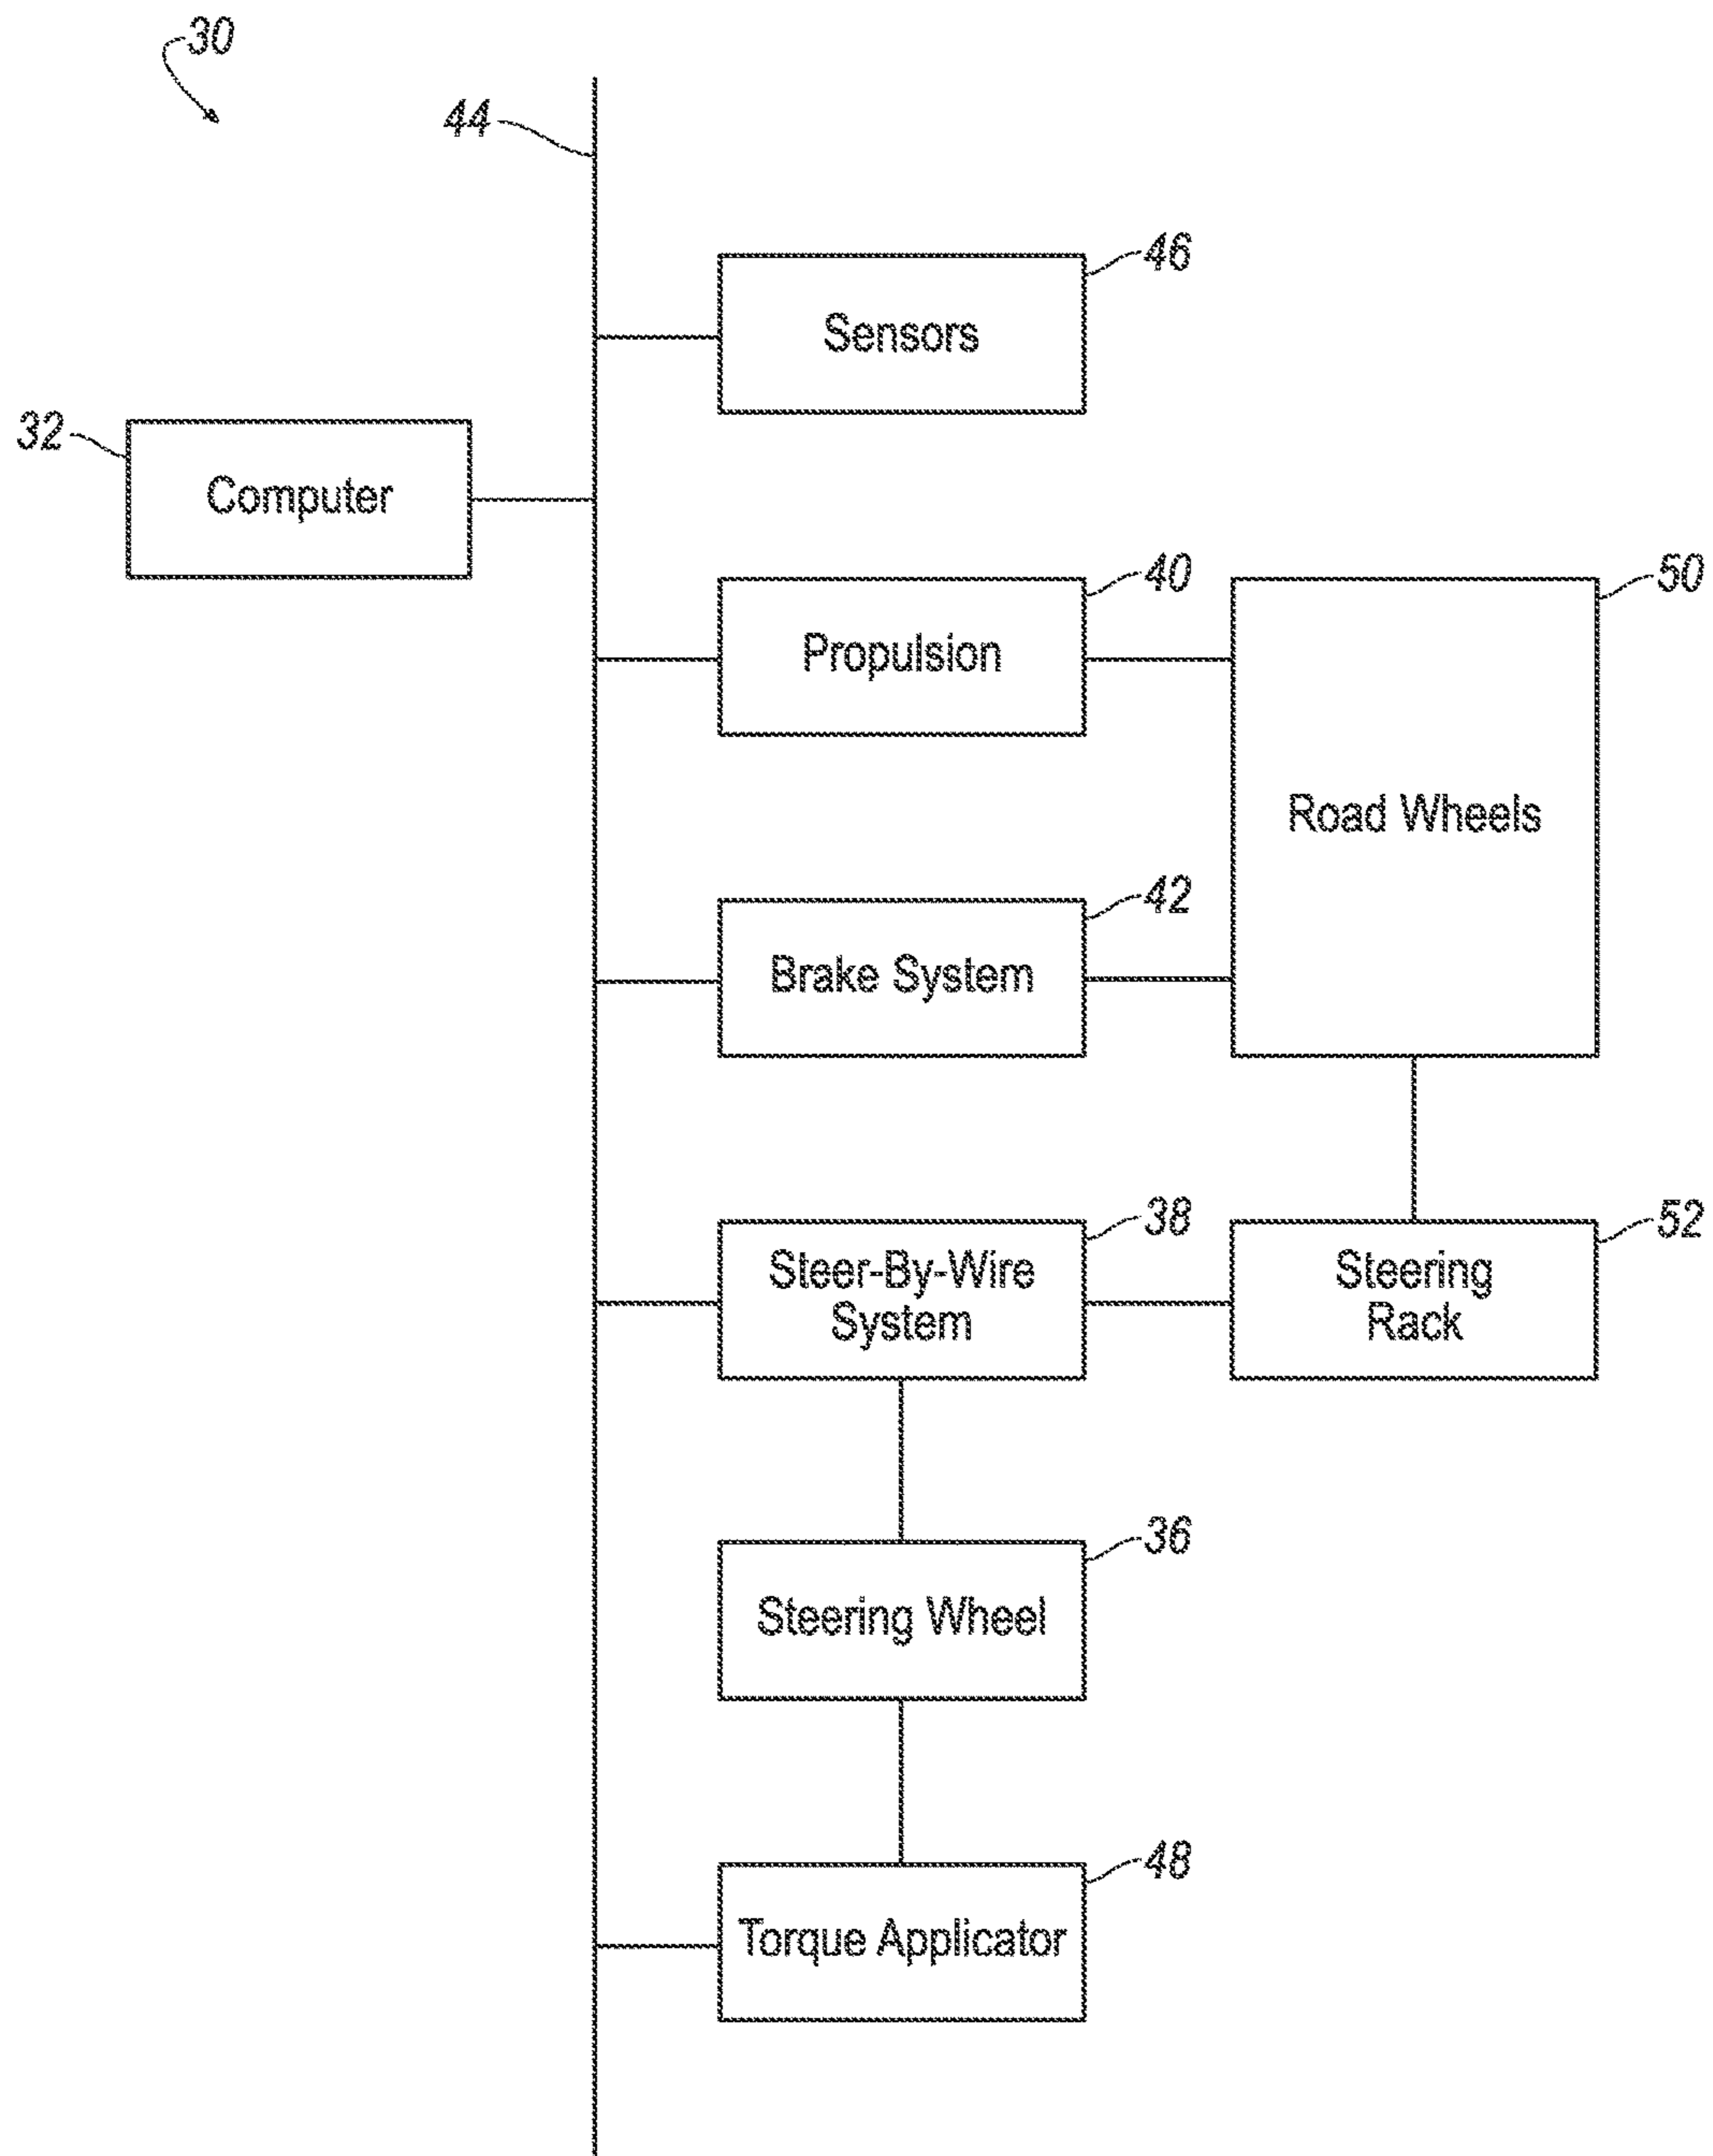 30
44
46
Sensors
32
Computer
40
50
Propulsion
Road Wheels
42
Brake System
38
52
Steer-By-Wire
System
Steering
Rack
36
Steering Wheel
48
Torque Applicator